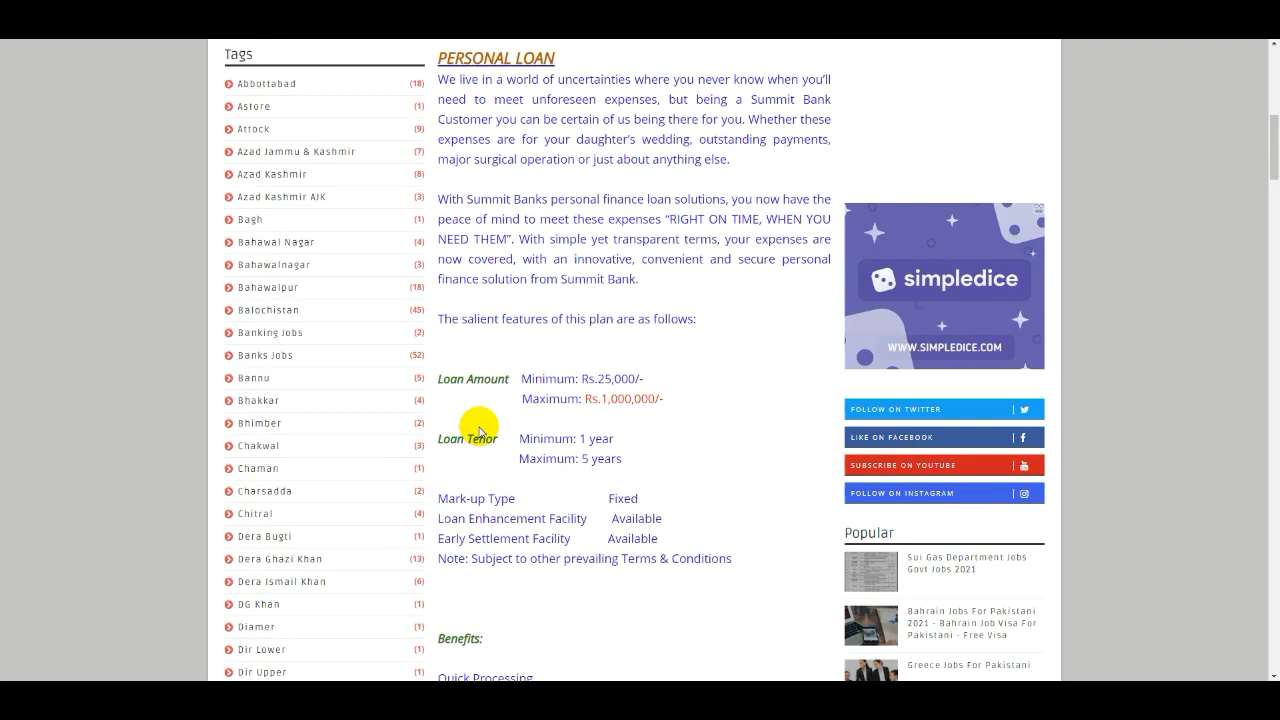 Tags
Abbottabad (18)
Astore (1)
Attock (9)
Azad Jammu & Kashmir (7)
Azad Kashmir (8)
Azad Kashmir AJK (3)
Bagh (1)
Bahawal Nagar (4)
Bahawalnagar (3)
Bahawalpur (18)
Balochistan (45)
Banking Jobs (2)
Banks Jobs (52)
Bannu (5)
Bhakkar (4)
Bhimber (2)
Chakwal (3)
Chaman (1)
Charsadda (2)
Chitral (4)
Dera Bugti (1)
Dera Ghazi Khan (13)
Dera Ismail Khan (6)
DG Khan (1)
Diamer (1)
Dir Lower (1)
Dir Upper (1)
PERSONAL LOAN
We live in a world of uncertainties where you never know when you'll
need to meet unforeseen expenses, but being a Summit Bank
Customer you can be certain of us being there for you. Whether these
expenses are for your daughter's wedding, outstanding payments,
major surgical operation or just about anything else.
With Summit Banks personal finance loan solutions, you now have the
peace of mind to meet these expenses “RIGHT ON TIME, WHEN YOU
NEED THEM”. With simple yet transparent terms, your expenses are
now covered, with an innovative, convenient and secure personal
finance solution from Summit Bank.
The salient features of this plan are as follows:
Loan Amount Minimum: Rs.25,000/-
Maximum: Rs.1,000,000/-
Loan Tenor Minimum: 1 year
Maximum: 5 years
Mark-up Type Fixed
Loan Enhancement Facility Available
Early Settlement Facility Available
Note: Subject to other prevailing Terms & Conditions
Benefits:
Quick Processing
simpledice
WWW.SIMPLEDICE.COM
FOLLOW ON TWITTER
LIKE ON FACEBOOK
SUBSCRIBE ON YOUTUBE
FOLLOW ON INSTAGRAM
Popular
Sui Gas Department Jobs
Govt Jobs 2021
Bahrain Jobs For Pakistani
2021 - Bahrain Job Visa For
Pakistani - Free Visa
Greece Jobs For Pakistani